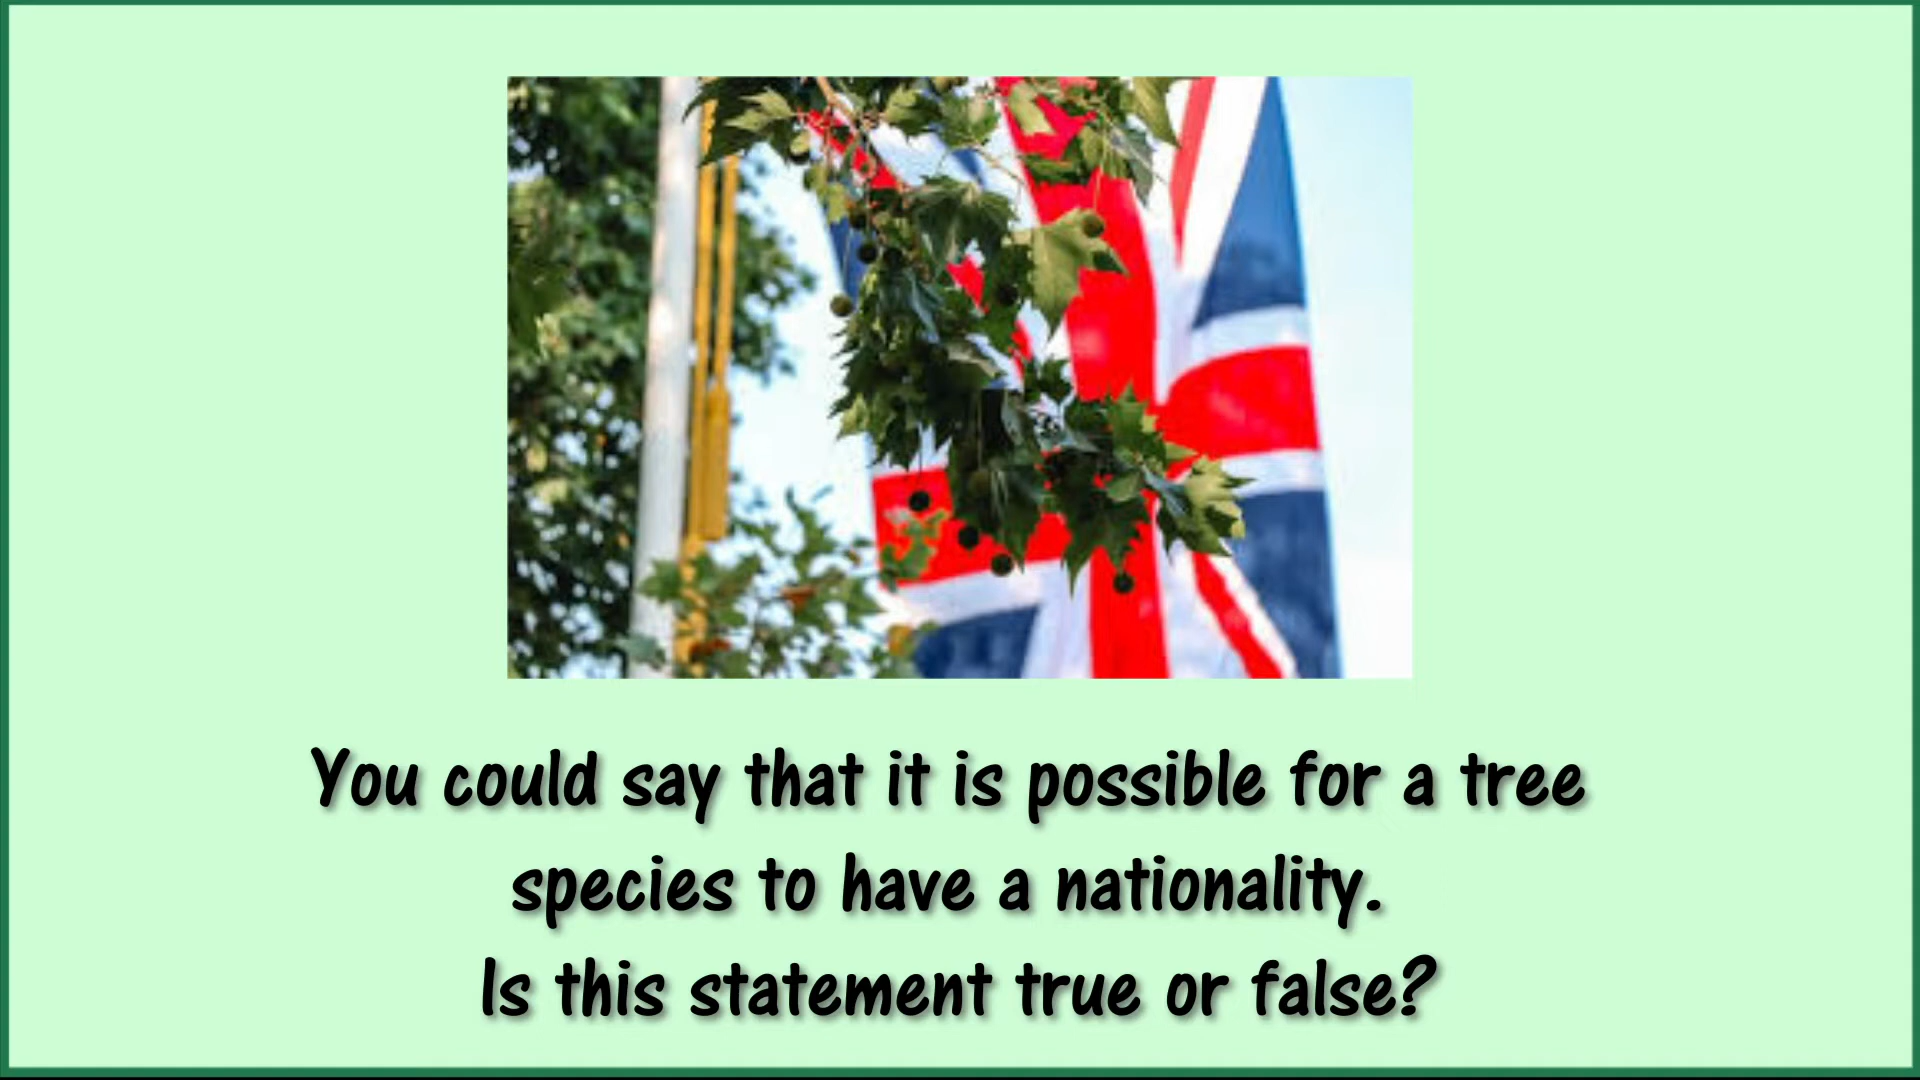 You could say that it is possible for a tree
species to have a nationality.
Is this statement true or false?